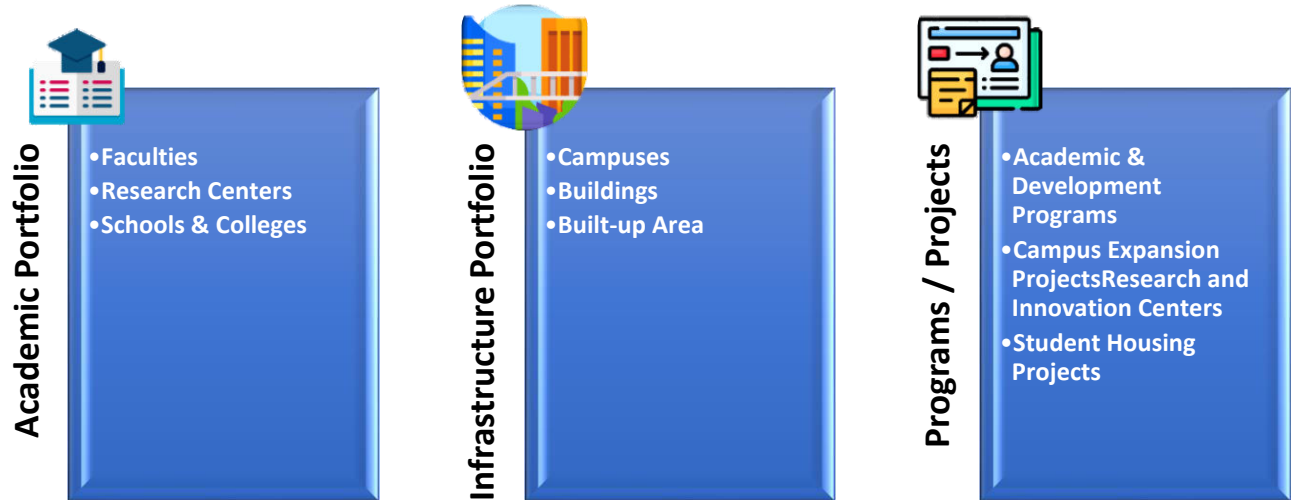 Academic Portfolio
•Faculties
•Research Centers
•Schools & Colleges
Infrastructure Portfolio
•Campuses
•Buildings
•Built-up Area
Programs / Projects
•Academic &
Development
Programs
•Campus Expansion
ProjectsResearch and
Innovation Centers
•Student Housing
Projects